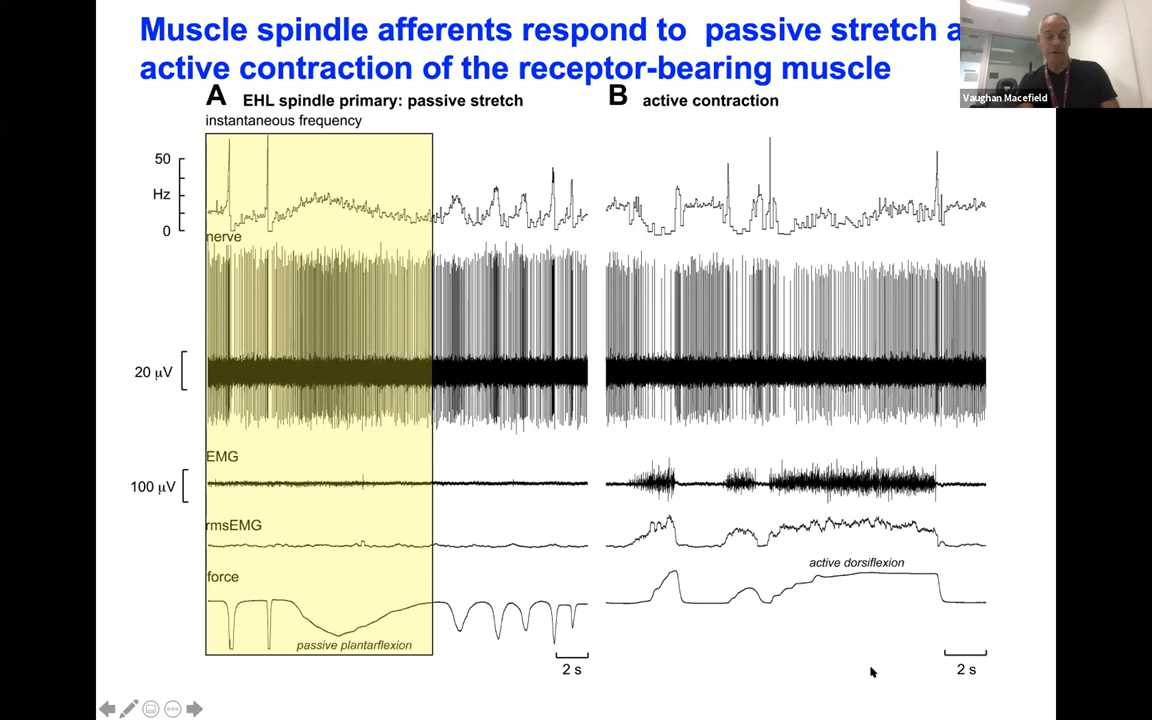 Muscle spindle afferents respond to passive stretch a
active contraction of the receptor-bearing muscle
Vaughan Macefield
A EHL spindle primary: passive stretch
B active contraction
instantaneous frequency
50
Hz
0
nerve
20 μV
EMG
100 μV
rmsEMG
force
active dorsiflexion
passive plantarflexion
2 s
2 s